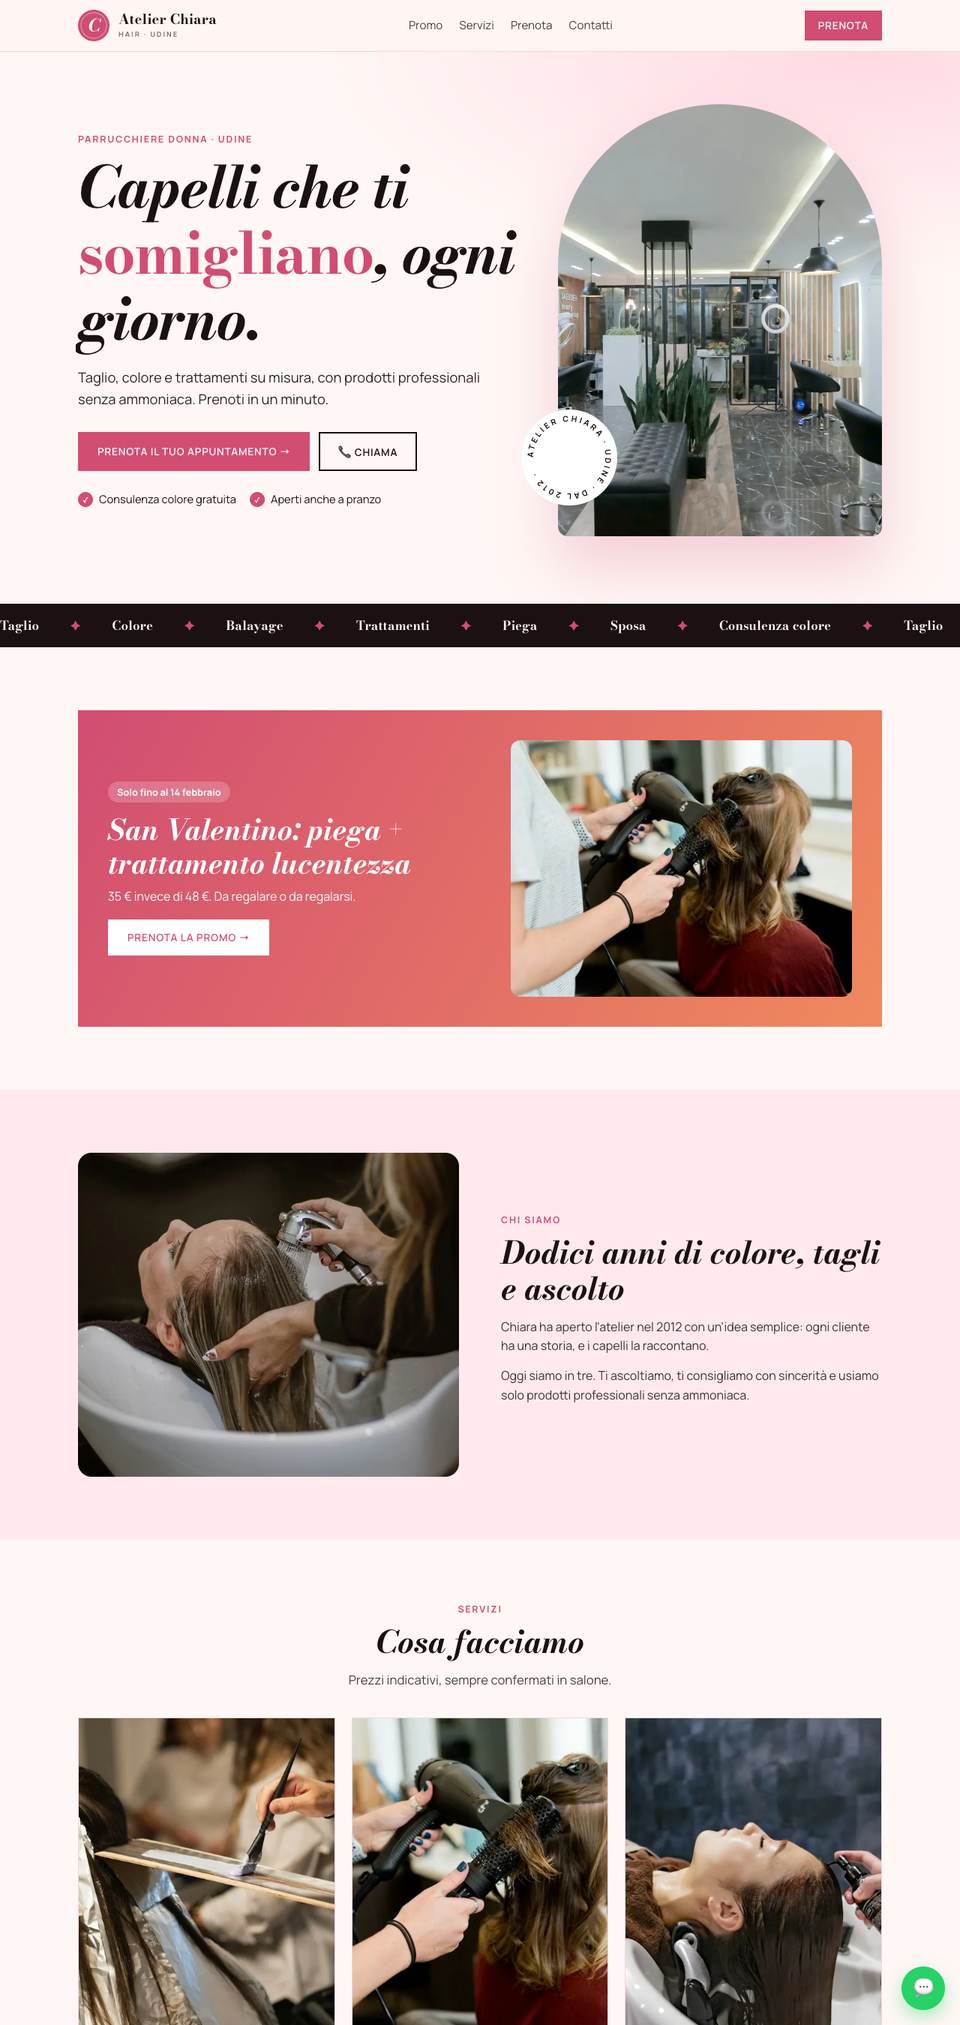 C
Atelier Chiara
HAIR · UDINE
Promo
Servizi
Prenota
Contatti
PRENOTA
PARRUCCHIERE DONNA · UDINE
Capelli che ti
somigliano, ogni
giorno.
Taglio, colore e trattamenti su misura, con prodotti professionali
senza ammoniaca. Prenoti in un minuto.
PRENOTA IL TUO APPUNTAMENTO →
📞 CHIAMA
✓ Consulenza colore gratuita
✓ Aperti anche a pranzo
ATELIER CHIARA · UDINE · DAL 2012 ·
Taglio ✦ Colore ✦ Balayage ✦ Trattamenti ✦ Piega ✦ Sposa ✦ Consulenza colore ✦ Taglio
Solo fino al 14 febbraio
San Valentino: piega +
trattamento lucentezza
35 € invece di 48 €. Da regalare o da regalarsi.
PRENOTA LA PROMO →
CHI SIAMO
Dodici anni di colore, tagli
e ascolto
Chiara ha aperto l'atelier nel 2012 con un'idea semplice: ogni cliente
ha una storia, e i capelli la raccontano.
Oggi siamo in tre. Ti ascoltiamo, ti consigliamo con sincerità e usiamo
solo prodotti professionali senza ammoniaca.
SERVIZI
Cosa facciamo
Prezzi indicativi, sempre confermati in salone.